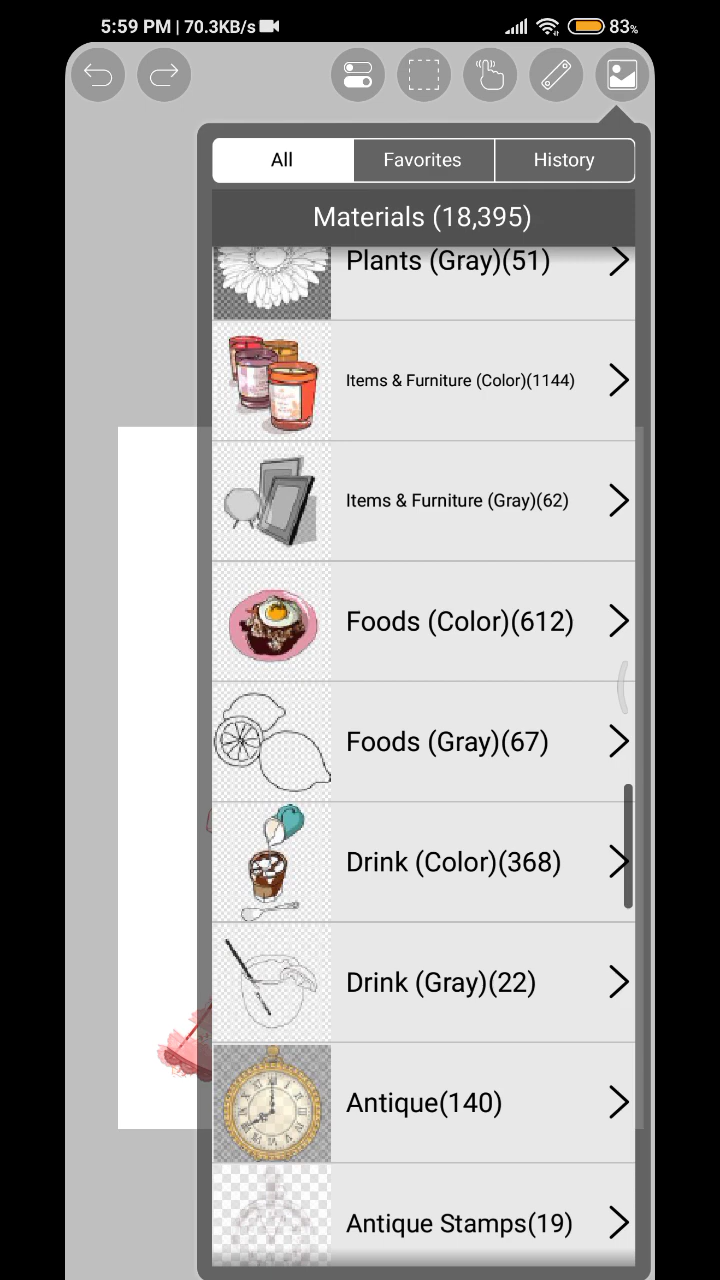 5:59 PM | 70.3KB/s 83%
All Favorites History
Materials (18,395)
Plants (Gray)(51)
Items & Furniture (Color)(1144)
Items & Furniture (Gray)(62)
Foods (Color)(612)
Foods (Gray)(67)
Drink (Color)(368)
Drink (Gray)(22)
Antique(140)
Antique Stamps(19)